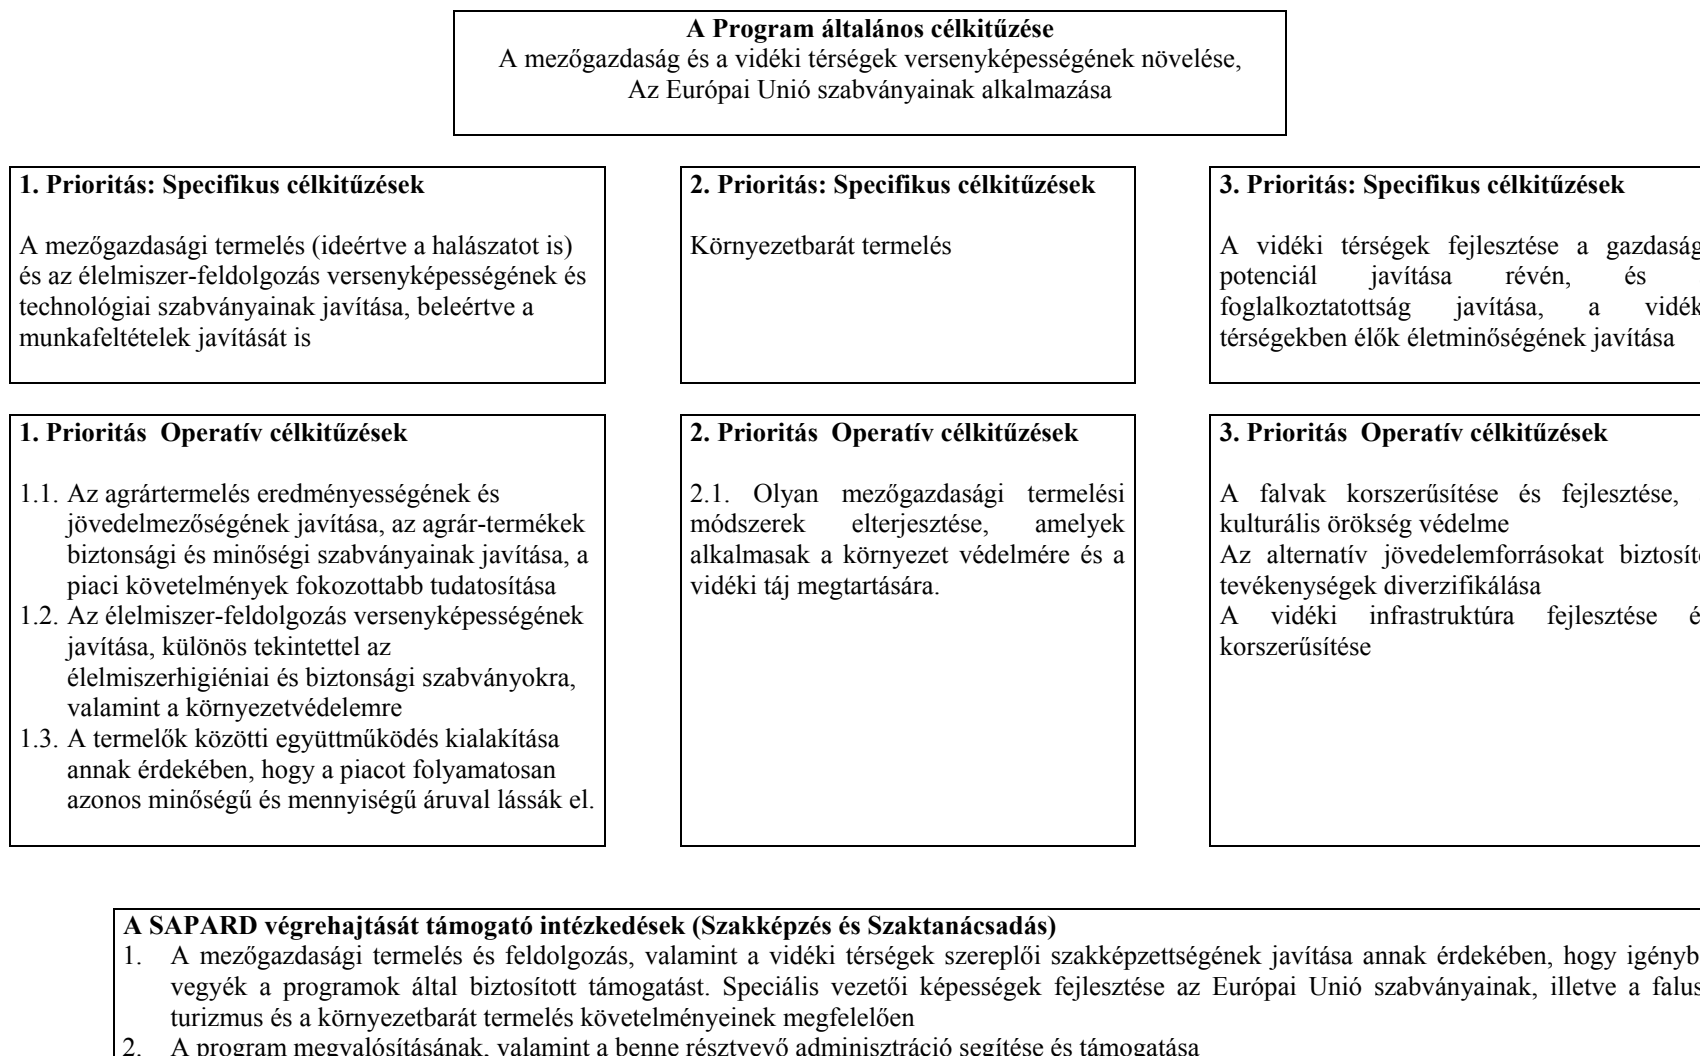 A Program általános célkitűzése
A mezőgazdaság és a vidéki térségek versenyképességének növelése,
Az Európai Unió szabványainak alkalmazása
1. Prioritás: Specifikus célkitűzések
A mezőgazdasági termelés (ideértve a halászatot is)
és az élelmiszer-feldolgozás versenyképességének és
technológiai szabványainak javítása, beleértve a
munkafeltételek javítását is
2. Prioritás: Specifikus célkitűzések
Környezetbarát termelés
3. Prioritás: Specifikus célkitűzések
A vidéki térségek fejlesztése a gazdaság
potenciál javítása révén, és
foglalkoztatottság javítása, a vidék
térségekben élők életminőségének javítása
1. Prioritás Operatív célkitűzések
1.1. Az agrártermelés eredményességének és
jövedelmezőségének javítása, az agrár-termékek
biztonsági és minőségi szabványainak javítása, a
piaci követelmények fokozottabb tudatosítása
1.2. Az élelmiszer-feldolgozás versenyképességének
javítása, különös tekintettel az
élelmiszerhigiéniai és biztonsági szabványokra,
valamint a környezetvédelemre
1.3. A termelők közötti együttműködés kialakítása
annak érdekében, hogy a piacot folyamatosan
azonos minőségű és mennyiségű áruval lássák el.
2. Prioritás Operatív célkitűzések
2.1. Olyan mezőgazdasági termelési
módszerek elterjesztése, amelyek
alkalmasak a környezet védelmére és a
vidéki táj megtartására.
3. Prioritás Operatív célkitűzések
A falvak korszerűsítése és fejlesztése,
kulturális örökség védelme
Az alternatív jövedelemforrásokat
tevékenységek diverzifikálása
A vidéki infrastruktúra fejlesztése
korszerűsítése
A SAPARD végrehajtását támogató intézkedések (Szakképzés és Szaktanácsadás)
1. A mezőgazdasági termelés és feldolgozás, valamint a vidéki térségek szereplői szakképzettségének javítása annak érdekében, hogy igényb
vegyék a programok által biztosított támogatást. Speciális vezetői képességek fejlesztése az Európai Unió szabványainak, illetve a falus
turizmus és a környezetbarát termelés követelményeinek megfelelően
2. A program megvalósításának, valamint a benne résztvevő adminisztráció segítése és támogatása